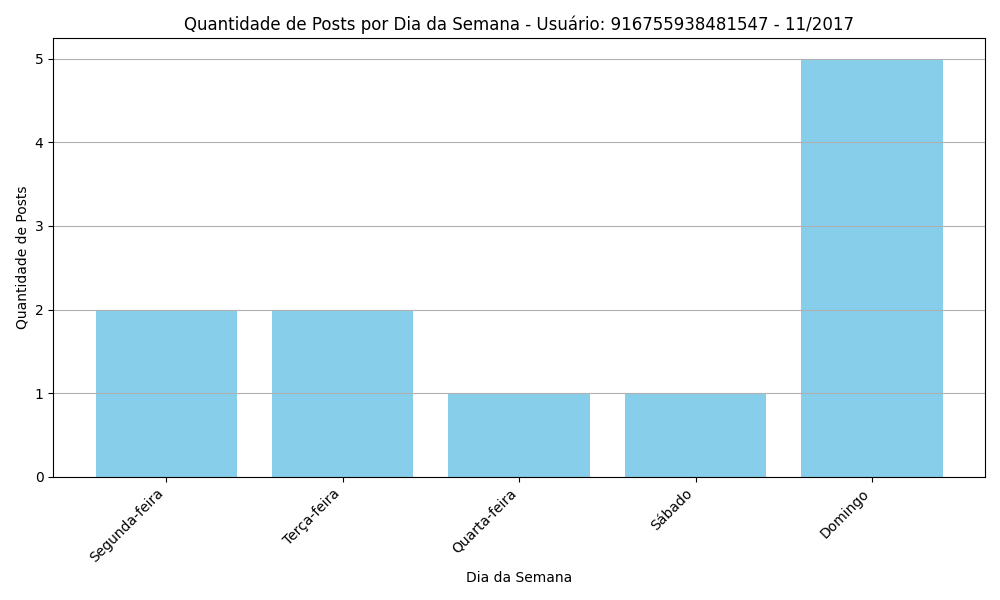 Quantidade de Posts por Dia da Semana - Usuário: 916755938481547 - 11/2017
Quantidade de Posts
5
4
3
2
1
0
Segunda-feira
Terça-feira
Quarta-feira
Sábado
Domingo
Dia da Semana